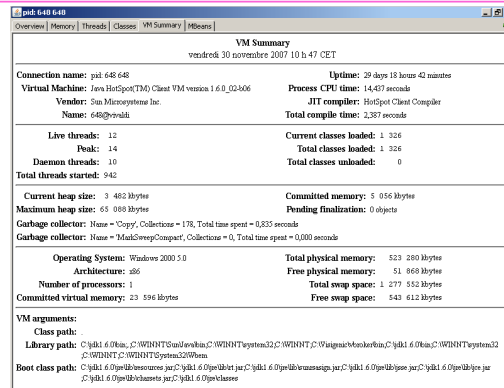 pid: 648 648
Overview Memory Threads Classes VM Summary MBeans
VM Summary
vendredi 30 novembre 2007 10 h 47 CET
Connection name: pid: 648 648
Uptime: 29 days 18 hours 42 minutes
Virtual Machine: Java HotSpot(TM) Client VM version 1.6.0_02-b06
Process CPU time: 14,437 seconds
Vendor: Sun Microsystems Inc.
JIT compiler: HotSpot Client Compiler
Name: 648@vivaldi
Total compile time: 2,387 seconds
Live threads: 12
Current classes loaded: 1 326
Peak: 14
Total classes loaded: 1 326
Daemon threads: 10
Total classes unloaded: 0
Total threads started: 942
Current heap size: 3 482 kbytes
Committed memory: 5 056 kbytes
Maximum heap size: 65 088 kbytes
Pending finalization: 0 objects
Garbage collector: Name = 'Copy', Collections = 178, Total time spent = 0,835 seconds
Garbage collector: Name = 'MarkSweepCompact', Collections = 0, Total time spent = 0,000 seconds
Operating System: Windows 2000 5.0
Total physical memory: 523 280 kbytes
Architecture: x86
Free physical memory: 51 868 kbytes
Number of processors: 1
Total swap space: 1 277 552 kbytes
Committed virtual memory: 23 596 kbytes
Free swap space: 543 612 kbytes
VM arguments:
Class path: .
Library path: C:\jdk1.6.0\bin;.;C:\WINNT\Sun\Java\bin;C:\WINNT\system32;C:\WINNT;C:\Visigenic\vbroker\bin;C:\jdk1.6.0\bin;C:\WINNT\system32
;C:\WINNT;C:\WINNT\System32\Wbem
Boot class path: C:\jdk1.6.0\jre\lib\resources.jar;C:\jdk1.6.0\jre\lib\rt.jar;C:\jdk1.6.0\jre\lib\sunrsasign.jar;C:\jdk1.6.0\jre\lib\jsse.jar;C:\jdk1.6.0\jre\lib\jce.jar
;C:\jdk1.6.0\jre\lib\charsets.jar;C:\jdk1.6.0\jre\classes